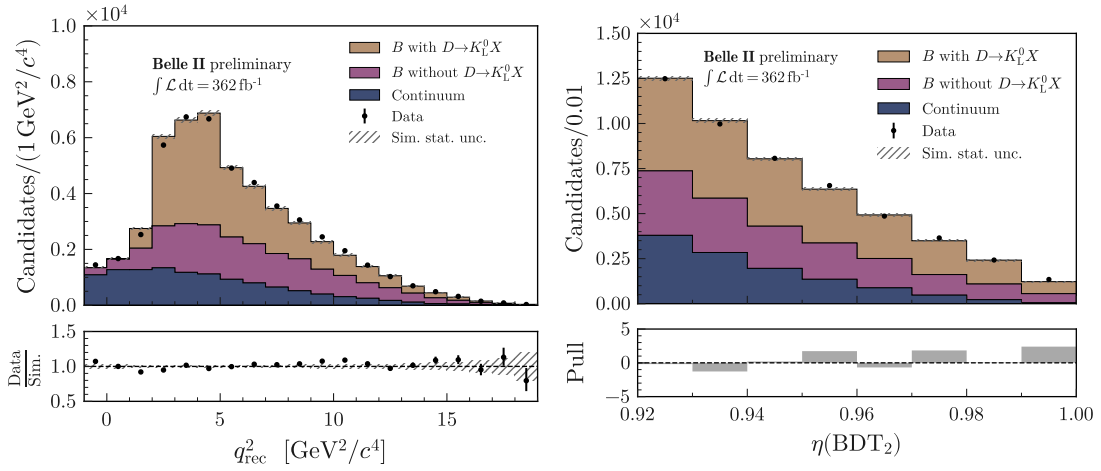 ×10⁴
1.0
0.8
0.6
0.4
0.2
0.0
Candidates/(1 GeV²/c⁴)
Belle II preliminary
∫ℒdt = 362 fb⁻¹
B with D→K⁰_L X
B without D→K⁰_L X
Continuum
Data
Sim. stat. unc.
1.5
1.0
0.5
Data
Sim.
0 5 10 15
q²_rec [GeV²/c⁴]
×10⁴
1.50
1.25
1.00
0.75
0.50
0.25
0.00
Candidates/0.01
Belle II preliminary
∫ℒdt = 362 fb⁻¹
B with D→K⁰_L X
B without D→K⁰_L X
Continuum
Data
Sim. stat. unc.
5
0
−5
Pull
0.92 0.94 0.96 0.98 1.00
η(BDT₂)